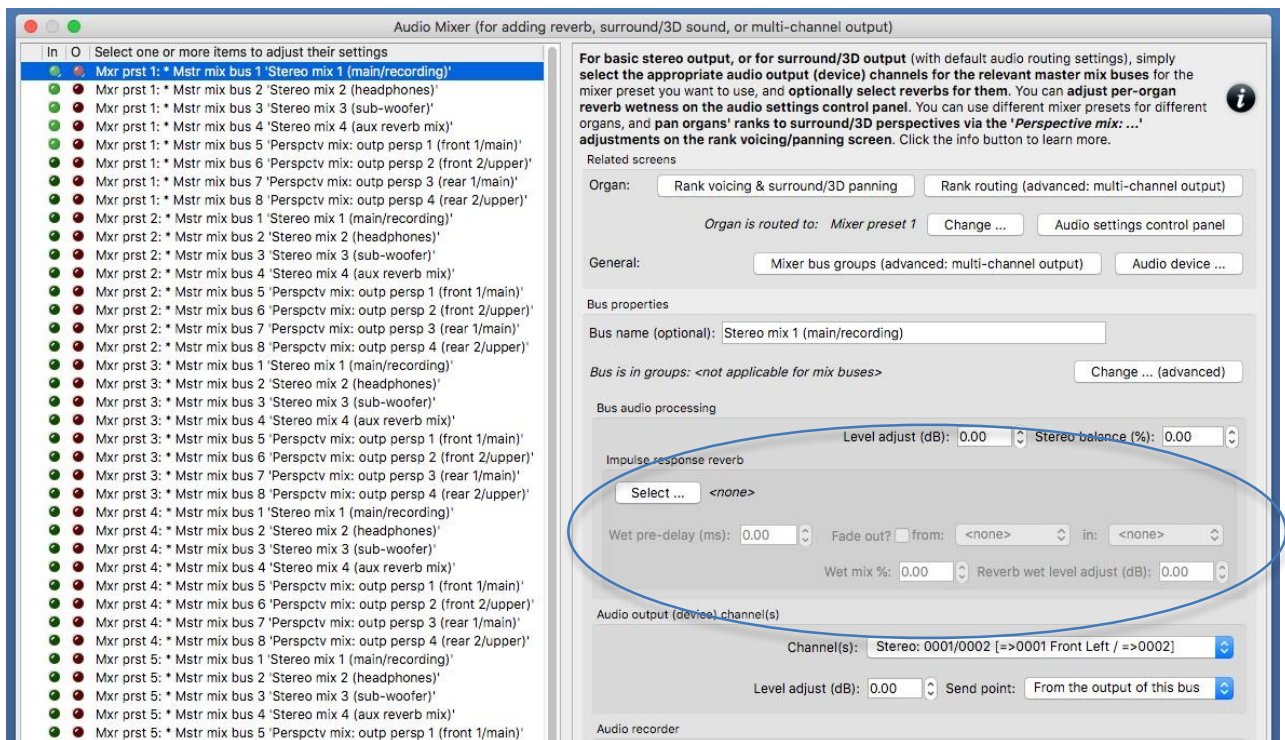 Audio Mixer (for adding reverb, surround/3D sound, or multi-channel output)
In O Select one or more items to adjust their settings
Mxr prst 1: * Mstr mix bus 1 'Stereo mix 1 (main/recording)'
Mxr prst 1: * Mstr mix bus 2 'Stereo mix 2 (headphones)'
Mxr prst 1: * Mstr mix bus 3 'Stereo mix 3 (sub-woofer)'
Mxr prst 1: * Mstr mix bus 4 'Stereo mix 4 (aux reverb mix)'
Mxr prst 1: * Mstr mix bus 5 'Perspctv mix: outp persp 1 (front 1/main)'
Mxr prst 1: * Mstr mix bus 6 'Perspctv mix: outp persp 2 (front 2/upper)'
Mxr prst 1: * Mstr mix bus 7 'Perspctv mix: outp persp 3 (rear 1/main)'
Mxr prst 1: * Mstr mix bus 8 'Perspctv mix: outp persp 4 (rear 2/upper)'
Mxr prst 2: * Mstr mix bus 1 'Stereo mix 1 (main/recording)'
Mxr prst 2: * Mstr mix bus 2 'Stereo mix 2 (headphones)'
Mxr prst 2: * Mstr mix bus 3 'Stereo mix 3 (sub-woofer)'
Mxr prst 2: * Mstr mix bus 4 'Stereo mix 4 (aux reverb mix)'
Mxr prst 2: * Mstr mix bus 5 'Perspctv mix: outp persp 1 (front 1/main)'
Mxr prst 2: * Mstr mix bus 6 'Perspctv mix: outp persp 2 (front 2/upper)'
Mxr prst 2: * Mstr mix bus 7 'Perspctv mix: outp persp 3 (rear 1/main)'
Mxr prst 2: * Mstr mix bus 8 'Perspctv mix: outp persp 4 (rear 2/upper)'
Mxr prst 3: * Mstr mix bus 1 'Stereo mix 1 (main/recording)'
Mxr prst 3: * Mstr mix bus 2 'Stereo mix 2 (headphones)'
Mxr prst 3: * Mstr mix bus 3 'Stereo mix 3 (sub-woofer)'
Mxr prst 3: * Mstr mix bus 4 'Stereo mix 4 (aux reverb mix)'
Mxr prst 3: * Mstr mix bus 5 'Perspctv mix: outp persp 1 (front 1/main)'
Mxr prst 3: * Mstr mix bus 6 'Perspctv mix: outp persp 2 (front 2/upper)'
Mxr prst 3: * Mstr mix bus 7 'Perspctv mix: outp persp 3 (rear 1/main)'
Mxr prst 3: * Mstr mix bus 8 'Perspctv mix: outp persp 4 (rear 2/upper)'
Mxr prst 4: * Mstr mix bus 1 'Stereo mix 1 (main/recording)'
Mxr prst 4: * Mstr mix bus 2 'Stereo mix 2 (headphones)'
Mxr prst 4: * Mstr mix bus 3 'Stereo mix 3 (sub-woofer)'
Mxr prst 4: * Mstr mix bus 4 'Stereo mix 4 (aux reverb mix)'
Mxr prst 4: * Mstr mix bus 5 'Perspctv mix: outp persp 1 (front 1/main)'
Mxr prst 4: * Mstr mix bus 6 'Perspctv mix: outp persp 2 (front 2/upper)'
Mxr prst 4: * Mstr mix bus 7 'Perspctv mix: outp persp 3 (rear 1/main)'
Mxr prst 4: * Mstr mix bus 8 'Perspctv mix: outp persp 4 (rear 2/upper)'
Mxr prst 5: * Mstr mix bus 1 'Stereo mix 1 (main/recording)'
Mxr prst 5: * Mstr mix bus 2 'Stereo mix 2 (headphones)'
Mxr prst 5: * Mstr mix bus 3 'Stereo mix 3 (sub-woofer)'
Mxr prst 5: * Mstr mix bus 4 'Stereo mix 4 (aux reverb mix)'
Mxr prst 5: * Mstr mix bus 5 'Perspctv mix: outp persp 1 (front 1/main)'
For basic stereo output, or for surround/3D output (with default audio routing settings), simply
select the appropriate audio output (device) channels for the relevant master mix buses for the
mixer preset you want to use, and optionally select reverbs for them. You can adjust per-organ
reverb wetness on the audio settings control panel. You can use different mixer presets for different
organs, and pan organs' ranks to surround/3D perspectives via the 'Perspective mix: ...'
adjustments on the rank voicing/panning screen. Click the info button to learn more.
i
Related screens
Organ: Rank voicing & surround/3D panning Rank routing (advanced: multi-channel output)
Organ is routed to: Mixer preset 1 Change ... Audio settings control panel
General: Mixer bus groups (advanced: multi-channel output) Audio device ...
Bus properties
Bus name (optional): Stereo mix 1 (main/recording)
Bus is in groups: <not applicable for mix buses> Change ... (advanced)
Bus audio processing
Level adjust (dB): 0.00 Stereo balance (%): 0.00
Impulse response reverb
Select ... <none>
Wet pre-delay (ms): 0.00 Fade out? from: <none> in: <none>
Wet mix %: 0.00 Reverb wet level adjust (dB): 0.00
Audio output (device) channel(s)
Channel(s): Stereo: 0001/0002 [=>0001 Front Left / =>0002]
Level adjust (dB): 0.00 Send point: From the output of this bus
Audio recorder